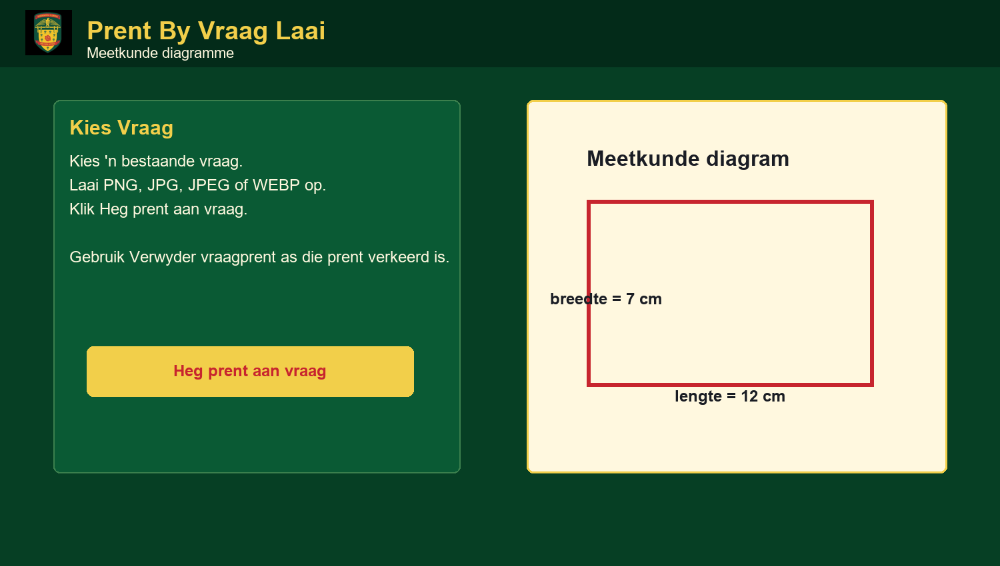 Prent By Vraag Laai
Meetkunde diagramme
Kies Vraag
Kies 'n bestaande vraag.
Laai PNG, JPG, JPEG of WEBP op.
Klik Heg prent aan vraag.
Gebruik Verwyder vraagprent as die prent verkeerd is.
Heg prent aan vraag
Meetkunde diagram
breedte = 7 cm
lengte = 12 cm